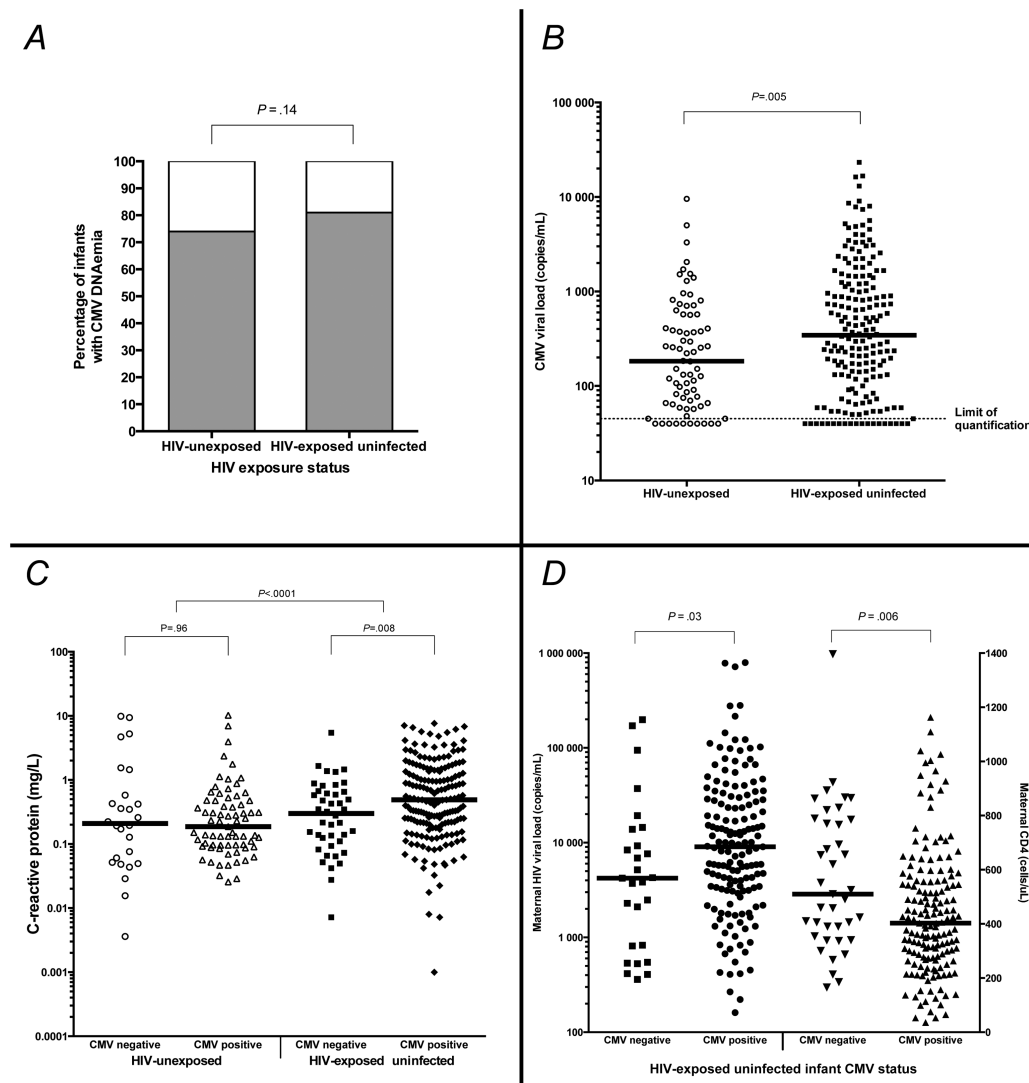 A
P = .14
100
90
80
70
60
50
40
30
20
10
0
Percentage of infants
with CMV DNAemia
HIV-unexposed HIV-exposed uninfected
HIV exposure status
B
P=.005
100 000
10 000
1 000
100
10
CMV viral load (copies/mL)
Limit of
quantification
HIV-unexposed HIV-exposed uninfected
C
P<.0001
P=.96 P=.008
100
10
1
0.1
0.01
0.001
0.0001
C-reactive protein (mg/L)
CMV negative CMV positive CMV negative CMV positive
HIV-unexposed HIV-exposed uninfected
D
P = .03 P = .006
1 000 000
100 000
10 000
1 000
100
Maternal HIV viral load (copies/mL)
1400
1200
1000
800
600
400
200
0
Maternal CD4 (cells/uL)
CMV negative CMV positive CMV negative CMV positive
HIV-exposed uninfected infant CMV status